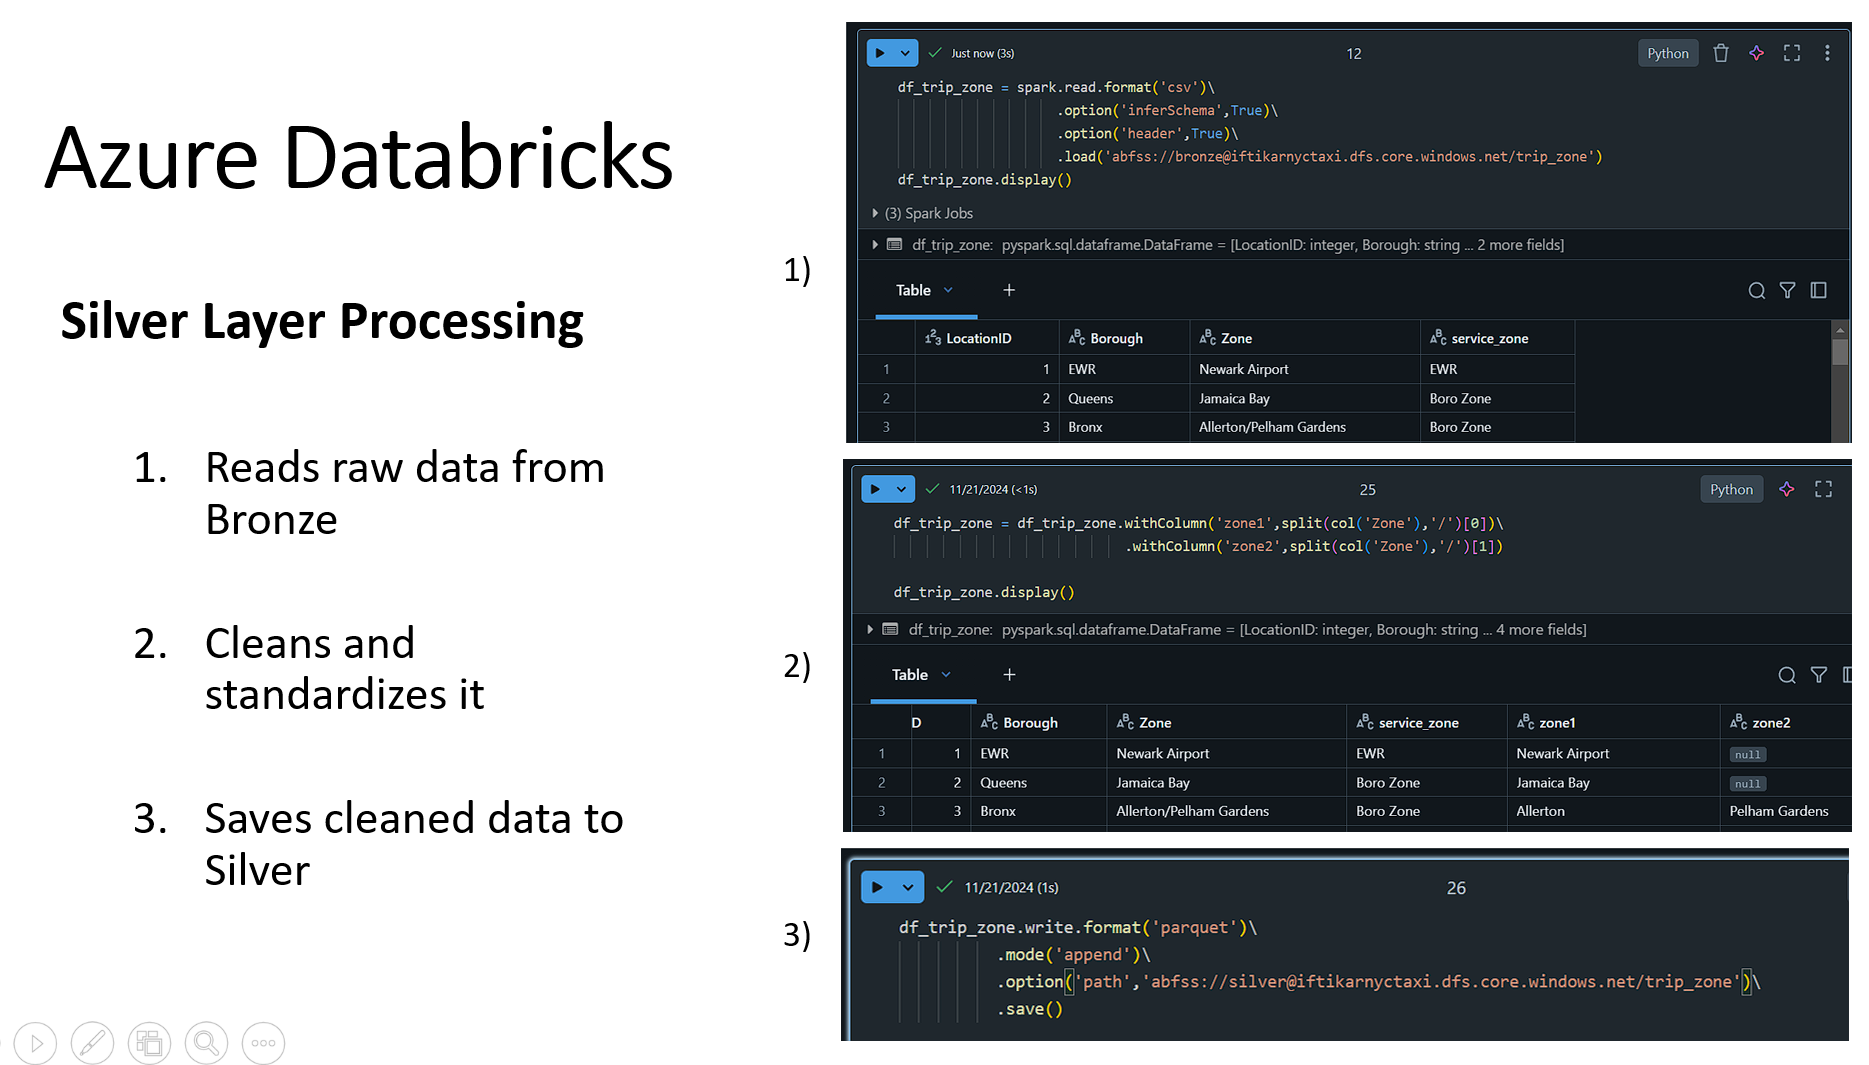 Azure Databricks
Silver Layer Processing
1. Reads raw data from
Bronze
2. Cleans and
standardizes it
3. Saves cleaned data to
Silver
1)
Just now (3s)
12
Python
df_trip_zone = spark.read.format('csv')\
.option('inferSchema',True)\
.option('header',True)\
.load('abfss://bronze@iftikarnyctaxi.dfs.core.windows.net/trip_zone')
df_trip_zone.display()
(3) Spark Jobs
df_trip_zone: pyspark.sql.dataframe.DataFrame = [LocationID: integer, Borough: string ... 2 more fields]
Table +
123 LocationID ABC Borough ABC Zone ABC service_zone
1 1 EWR Newark Airport EWR
2 2 Queens Jamaica Bay Boro Zone
3 3 Bronx Allerton/Pelham Gardens Boro Zone
2)
11/21/2024 (<1s)
25
Python
df_trip_zone = df_trip_zone.withColumn('zone1',split(col('Zone'),'/')[0])\
.withColumn('zone2',split(col('Zone'),'/')[1])
df_trip_zone.display()
df_trip_zone: pyspark.sql.dataframe.DataFrame = [LocationID: integer, Borough: string ... 4 more fields]
Table +
D ABC Borough ABC Zone ABC service_zone ABC zone1 ABC zone2
1 1 EWR Newark Airport EWR Newark Airport null
2 2 Queens Jamaica Bay Boro Zone Jamaica Bay null
3 3 Bronx Allerton/Pelham Gardens Boro Zone Allerton Pelham Gardens
3)
11/21/2024 (1s)
26
df_trip_zone.write.format('parquet')\
.mode('append')\
.option('path','abfss://silver@iftikarnyctaxi.dfs.core.windows.net/trip_zone')\
.save()